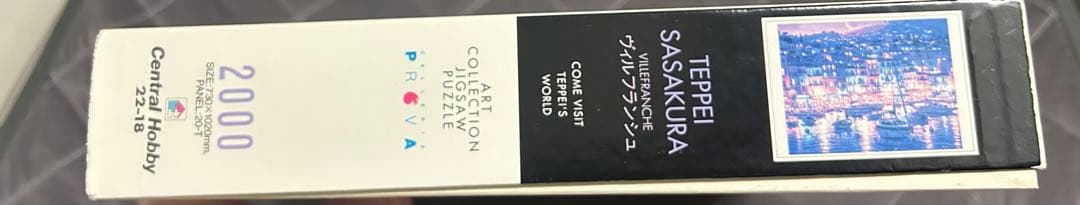 TEPPEI
SASAKURA
VILLEFRANCHE
ヴィルフランシュ
COME VISIT
TEPPEI'S
WORLD
ART
COLLECTION
JIGSAW
PUZZLE
PROVA
2000
SIZE:730×1020mm.
PANEL:20-T
Central Hobby
22-18